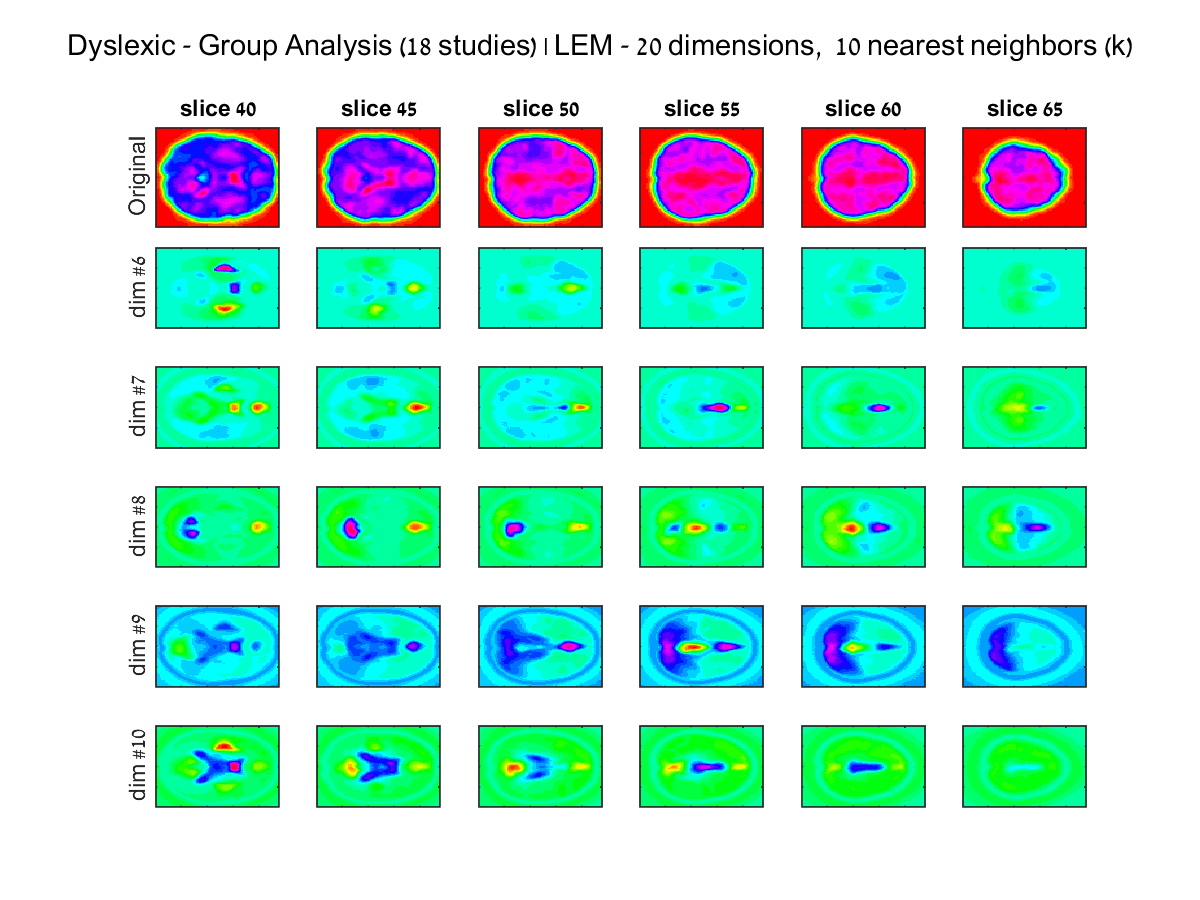 Dyslexic - Group Analysis (18 studies) | LEM - 20 dimensions, 10 nearest neighbors (k)
slice 40 slice 45 slice 50 slice 55 slice 60 slice 65
Original
dim #6
dim #7
dim #8
dim #9
dim #10